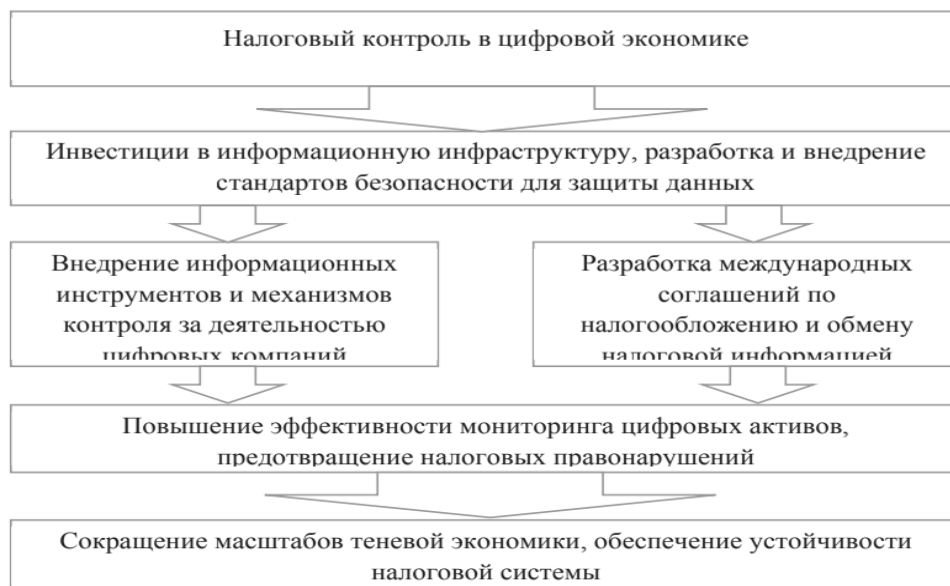 Налоговый контроль в цифровой экономике
Инвестиции в информационную инфраструктуру, разработка и внедрение
стандартов безопасности для защиты данных
Внедрение информационных
инструментов и механизмов
контроля за деятельностью
цифровых компаний
Разработка международных
соглашений по
налогообложению и обмену
налоговой информацией
Повышение эффективности мониторинга цифровых активов,
предотвращение налоговых правонарушений
Сокращение масштабов теневой экономики, обеспечение устойчивости
налоговой системы